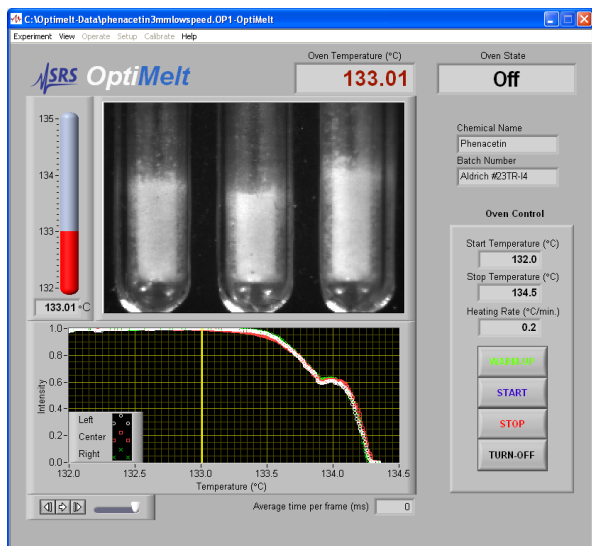 C:\Optimelt-Data\phenacetin3mmlowspeed.OP1-OptiMelt
Experiment View Operate Setup Calibrate Help
SRS OptiMelt
Oven Temperature (°C)
133.01
Oven State
Off
135-
134-
133-
132-
133.01 °C
Chemical Name
Phenacetin
Batch Number
Aldrich #23TR-I4
Oven Control
Start Temperature (°C)
132.0
Stop Temperature (°C)
134.5
Heating Rate (°C/min.)
0.2
WARM-UP
START
STOP
TURN-OFF
Intensity
1.0-
0.8-
0.6-
0.4-
0.2-
0.0-
Left
Center
Right
132.0 132.5 133.0 133.5 134.0 134.5
Temperature (°C)
Average time per frame (ms) 0